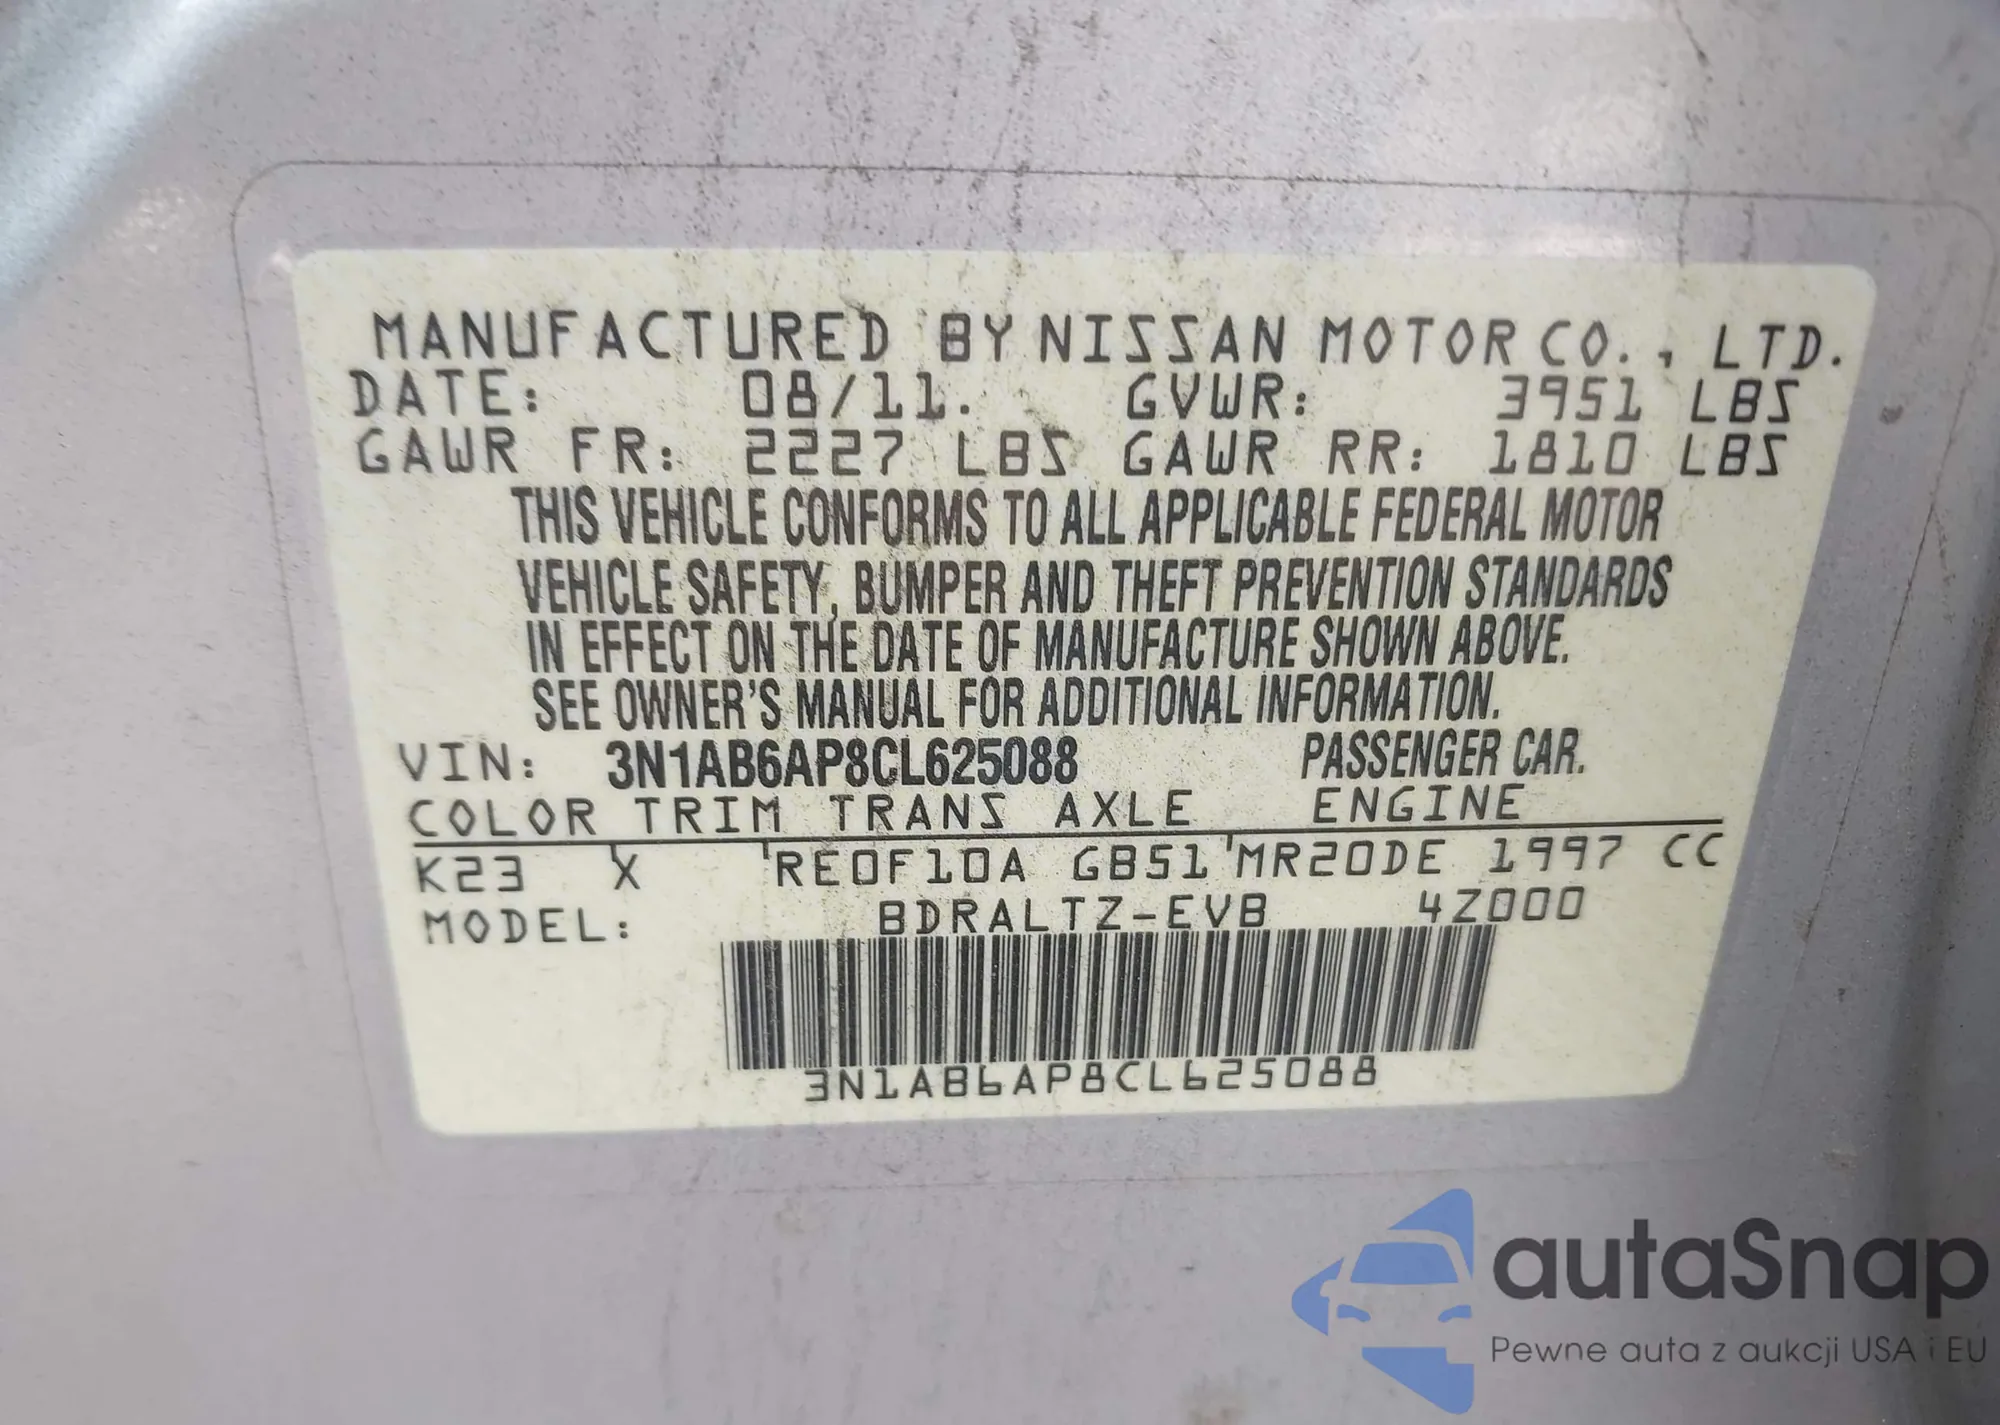 MANUFACTURED BY NISSAN MOTOR CO., LTD.
DATE: 08/11. GVWR: 3951 LBS
GAWR FR: 2227 LBS GAWR RR: 1810 LBS
THIS VEHICLE CONFORMS TO ALL APPLICABLE FEDERAL MOTOR
VEHICLE SAFETY, BUMPER AND THEFT PREVENTION STANDARDS
IN EFFECT ON THE DATE OF MANUFACTURE SHOWN ABOVE.
SEE OWNER'S MANUAL FOR ADDITIONAL INFORMATION.
VIN: 3N1AB6AP8CL625088 PASSENGER CAR.
COLOR TRIM TRANS AXLE ENGINE
K23 X RE0F10A GB51 MR20DE 1997 CC
MODEL: BDRALTZ-EVB 4Z000
3N1AB6AP8CL625088
autaSnap
Pewne auta z aukcji USA i EU